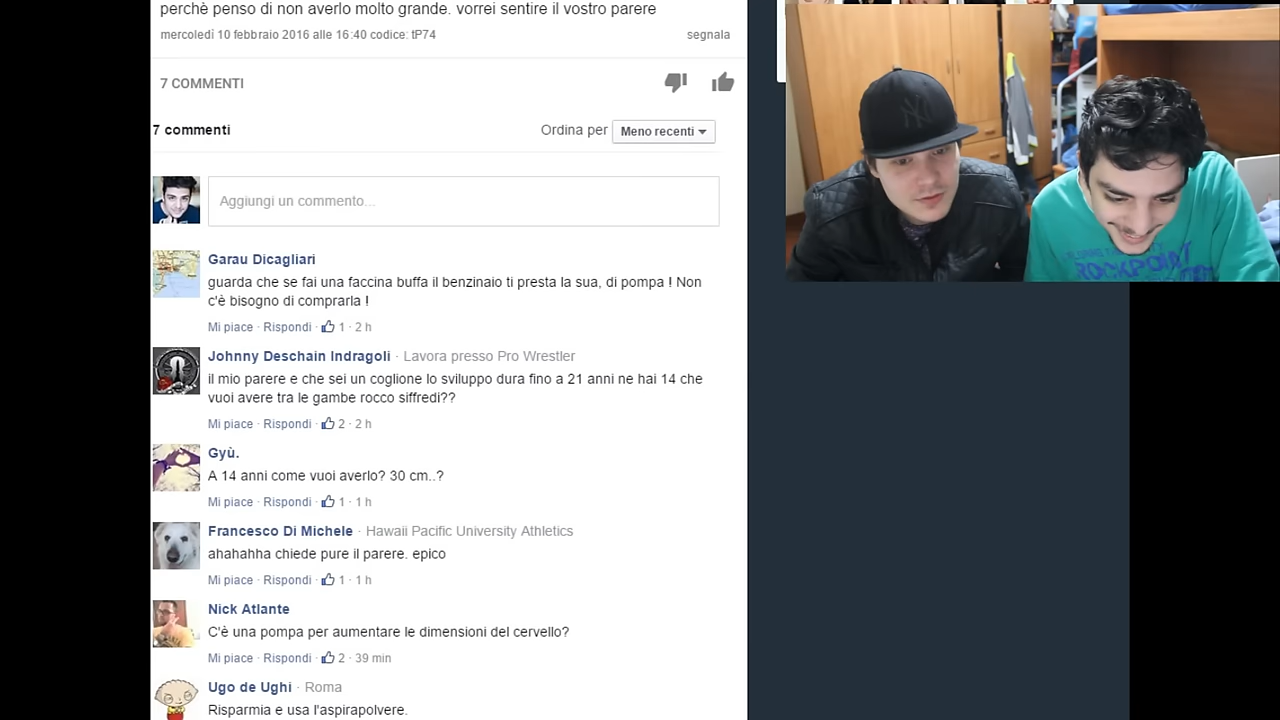 perchè penso di non averlo molto grande. vorrei sentire il vostro parere
mercoledì 10 febbraio 2016 alle 16:40 codice: tP74 segnala
7 COMMENTI
7 commenti Ordina per Meno recenti
Aggiungi un commento...
Garau Dicagliari
guarda che se fai una faccina buffa il benzinaio ti presta la sua, di pompa ! Non
c'è bisogno di comprarla !
Mi piace · Rispondi · 1 · 2 h
Johnny Deschain Indragoli · Lavora presso Pro Wrestler
il mio parere e che sei un coglione lo sviluppo dura fino a 21 anni ne hai 14 che
vuoi avere tra le gambe rocco siffredi??
Mi piace · Rispondi · 2 · 2 h
Gyù.
A 14 anni come vuoi averlo? 30 cm..?
Mi piace · Rispondi · 1 · 1 h
Francesco Di Michele · Hawaii Pacific University Athletics
ahahahha chiede pure il parere. epico
Mi piace · Rispondi · 1 · 1 h
Nick Atlante
C'è una pompa per aumentare le dimensioni del cervello?
Mi piace · Rispondi · 2 · 39 min
Ugo de Ughi · Roma
Risparmia e usa l'aspirapolvere.
NY
ROCKPORT